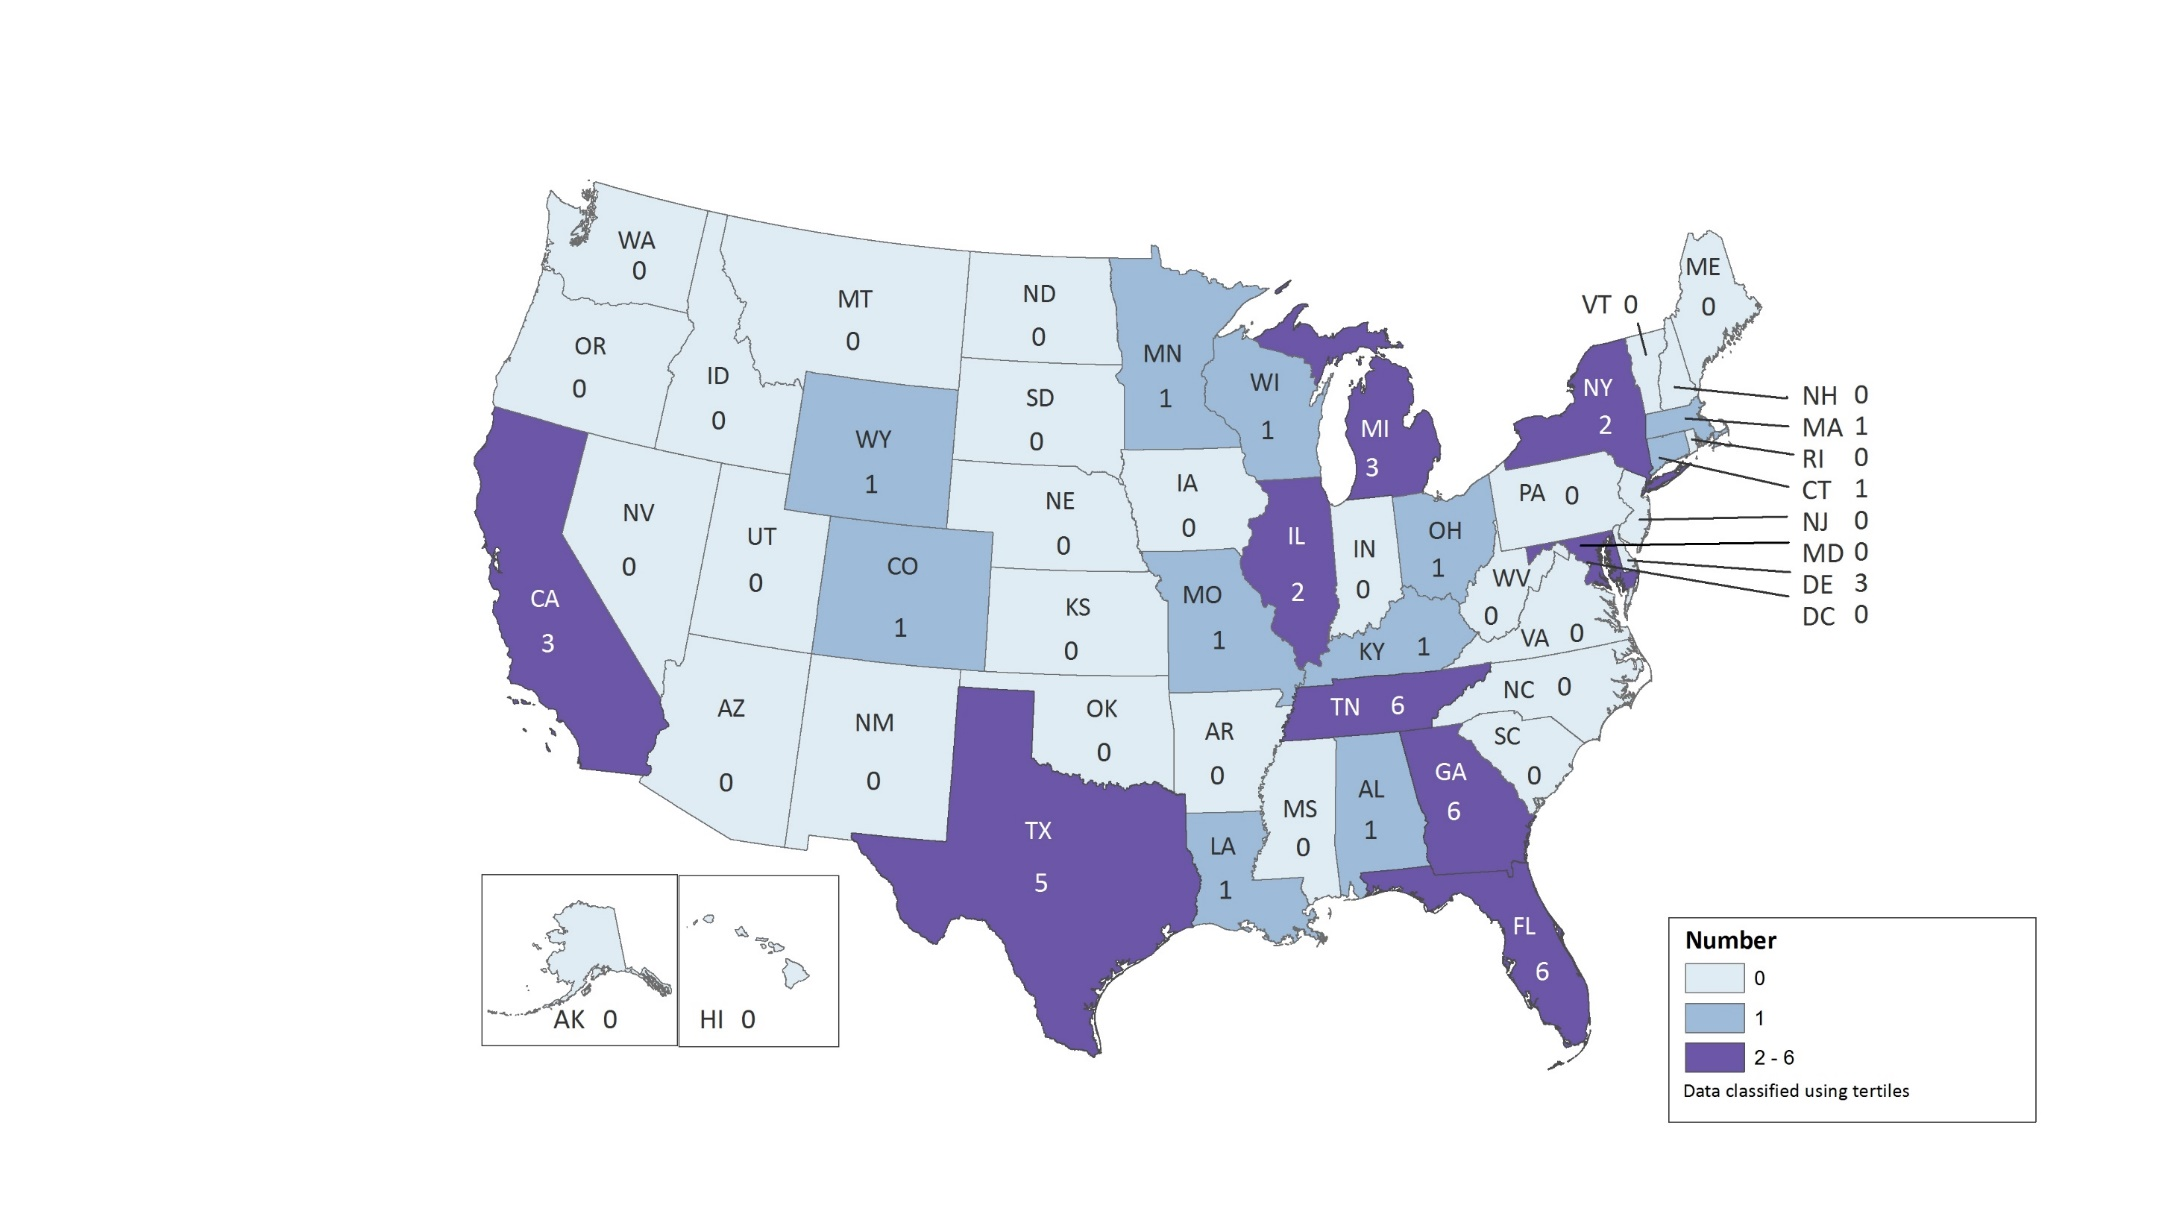 WA
0
OR
0
ID
0
MT
0
ND
0
SD
0
MN
1
WI
1
MI
3
NY
2
VT 0
ME
0
NH 0
MA 1
RI 0
CT 1
NJ 0
MD 0
DE 3
DC 0
WY
1
NE
0
IA
0
IL
2
IN
0
OH
1
PA 0
CA
3
NV
0
UT
0
CO
1
KS
0
MO
1
KY 1
WV
0
VA 0
AZ
0
NM
0
OK
0
AR
0
TN 6
NC 0
SC
0
TX
5
LA
1
MS
0
AL
1
GA
6
FL
6
AK 0
HI 0
Number
0
1
2 - 6
Data classified using tertiles